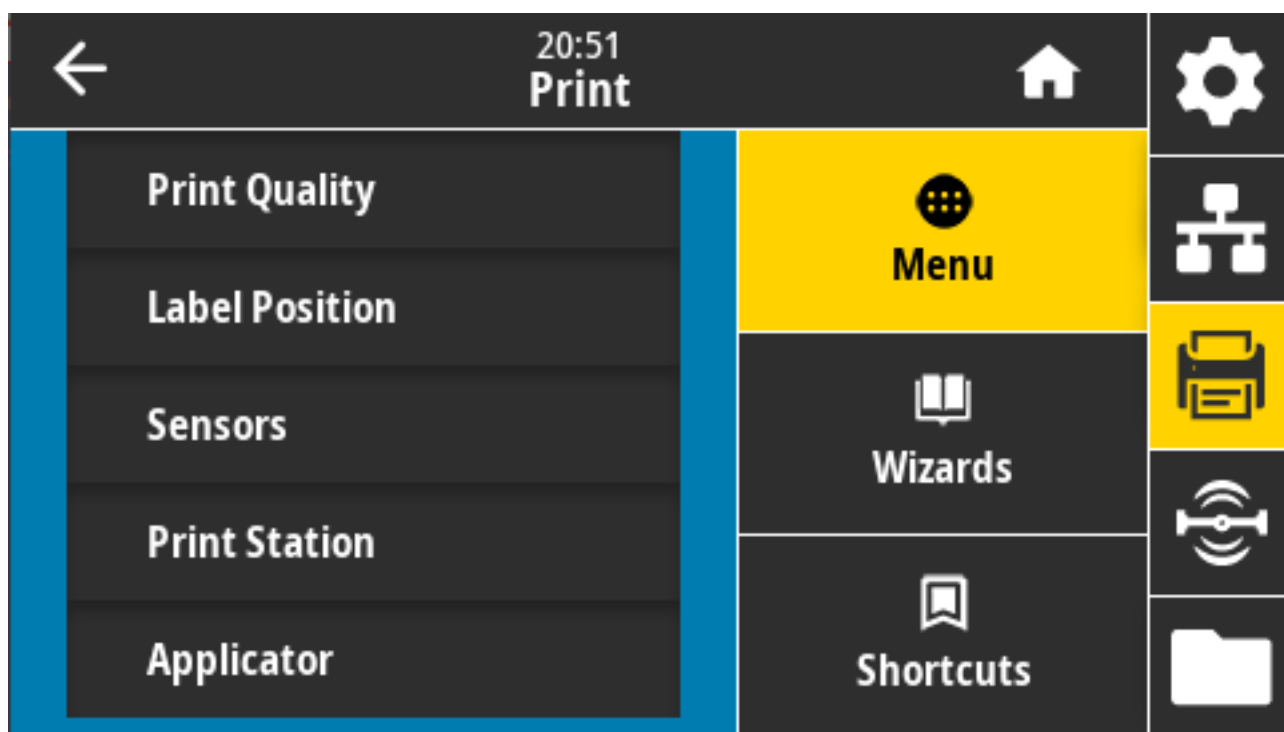 20:51
Print
Print Quality
Label Position
Sensors
Print Station
Applicator
Menu
Wizards
Shortcuts